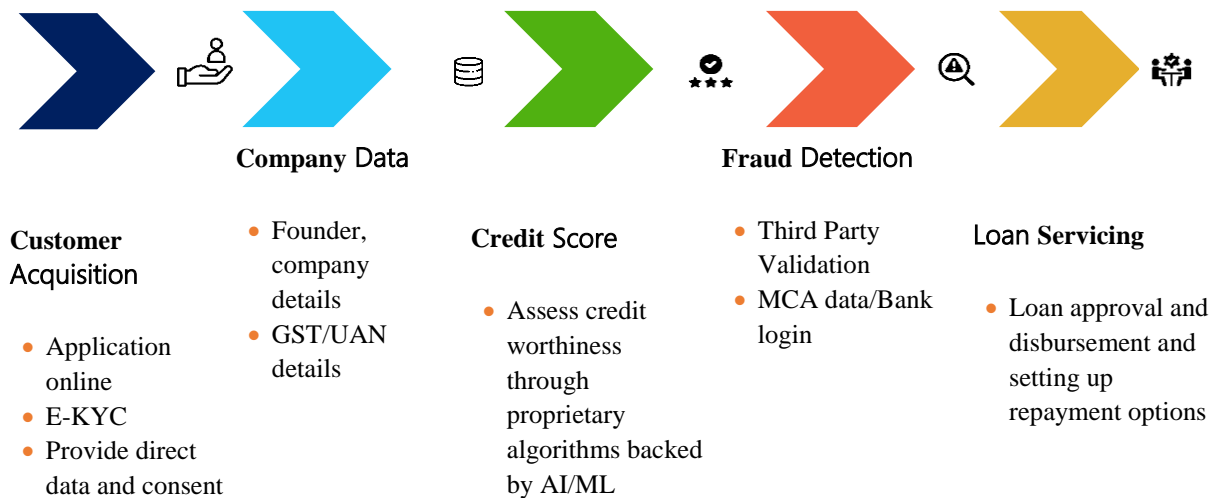 Customer
Acquisition
Application
online
E-KYC
Provide direct
data and consent
Company Data
Founder,
company
details
GST/UAN
details
Credit Score
Assess credit
worthiness
through
proprietary
algorithms backed
by AI/ML
Fraud Detection
Third Party
Validation
MCA data/Bank
login
Loan Servicing
Loan approval and
disbursement and
setting up
repayment options